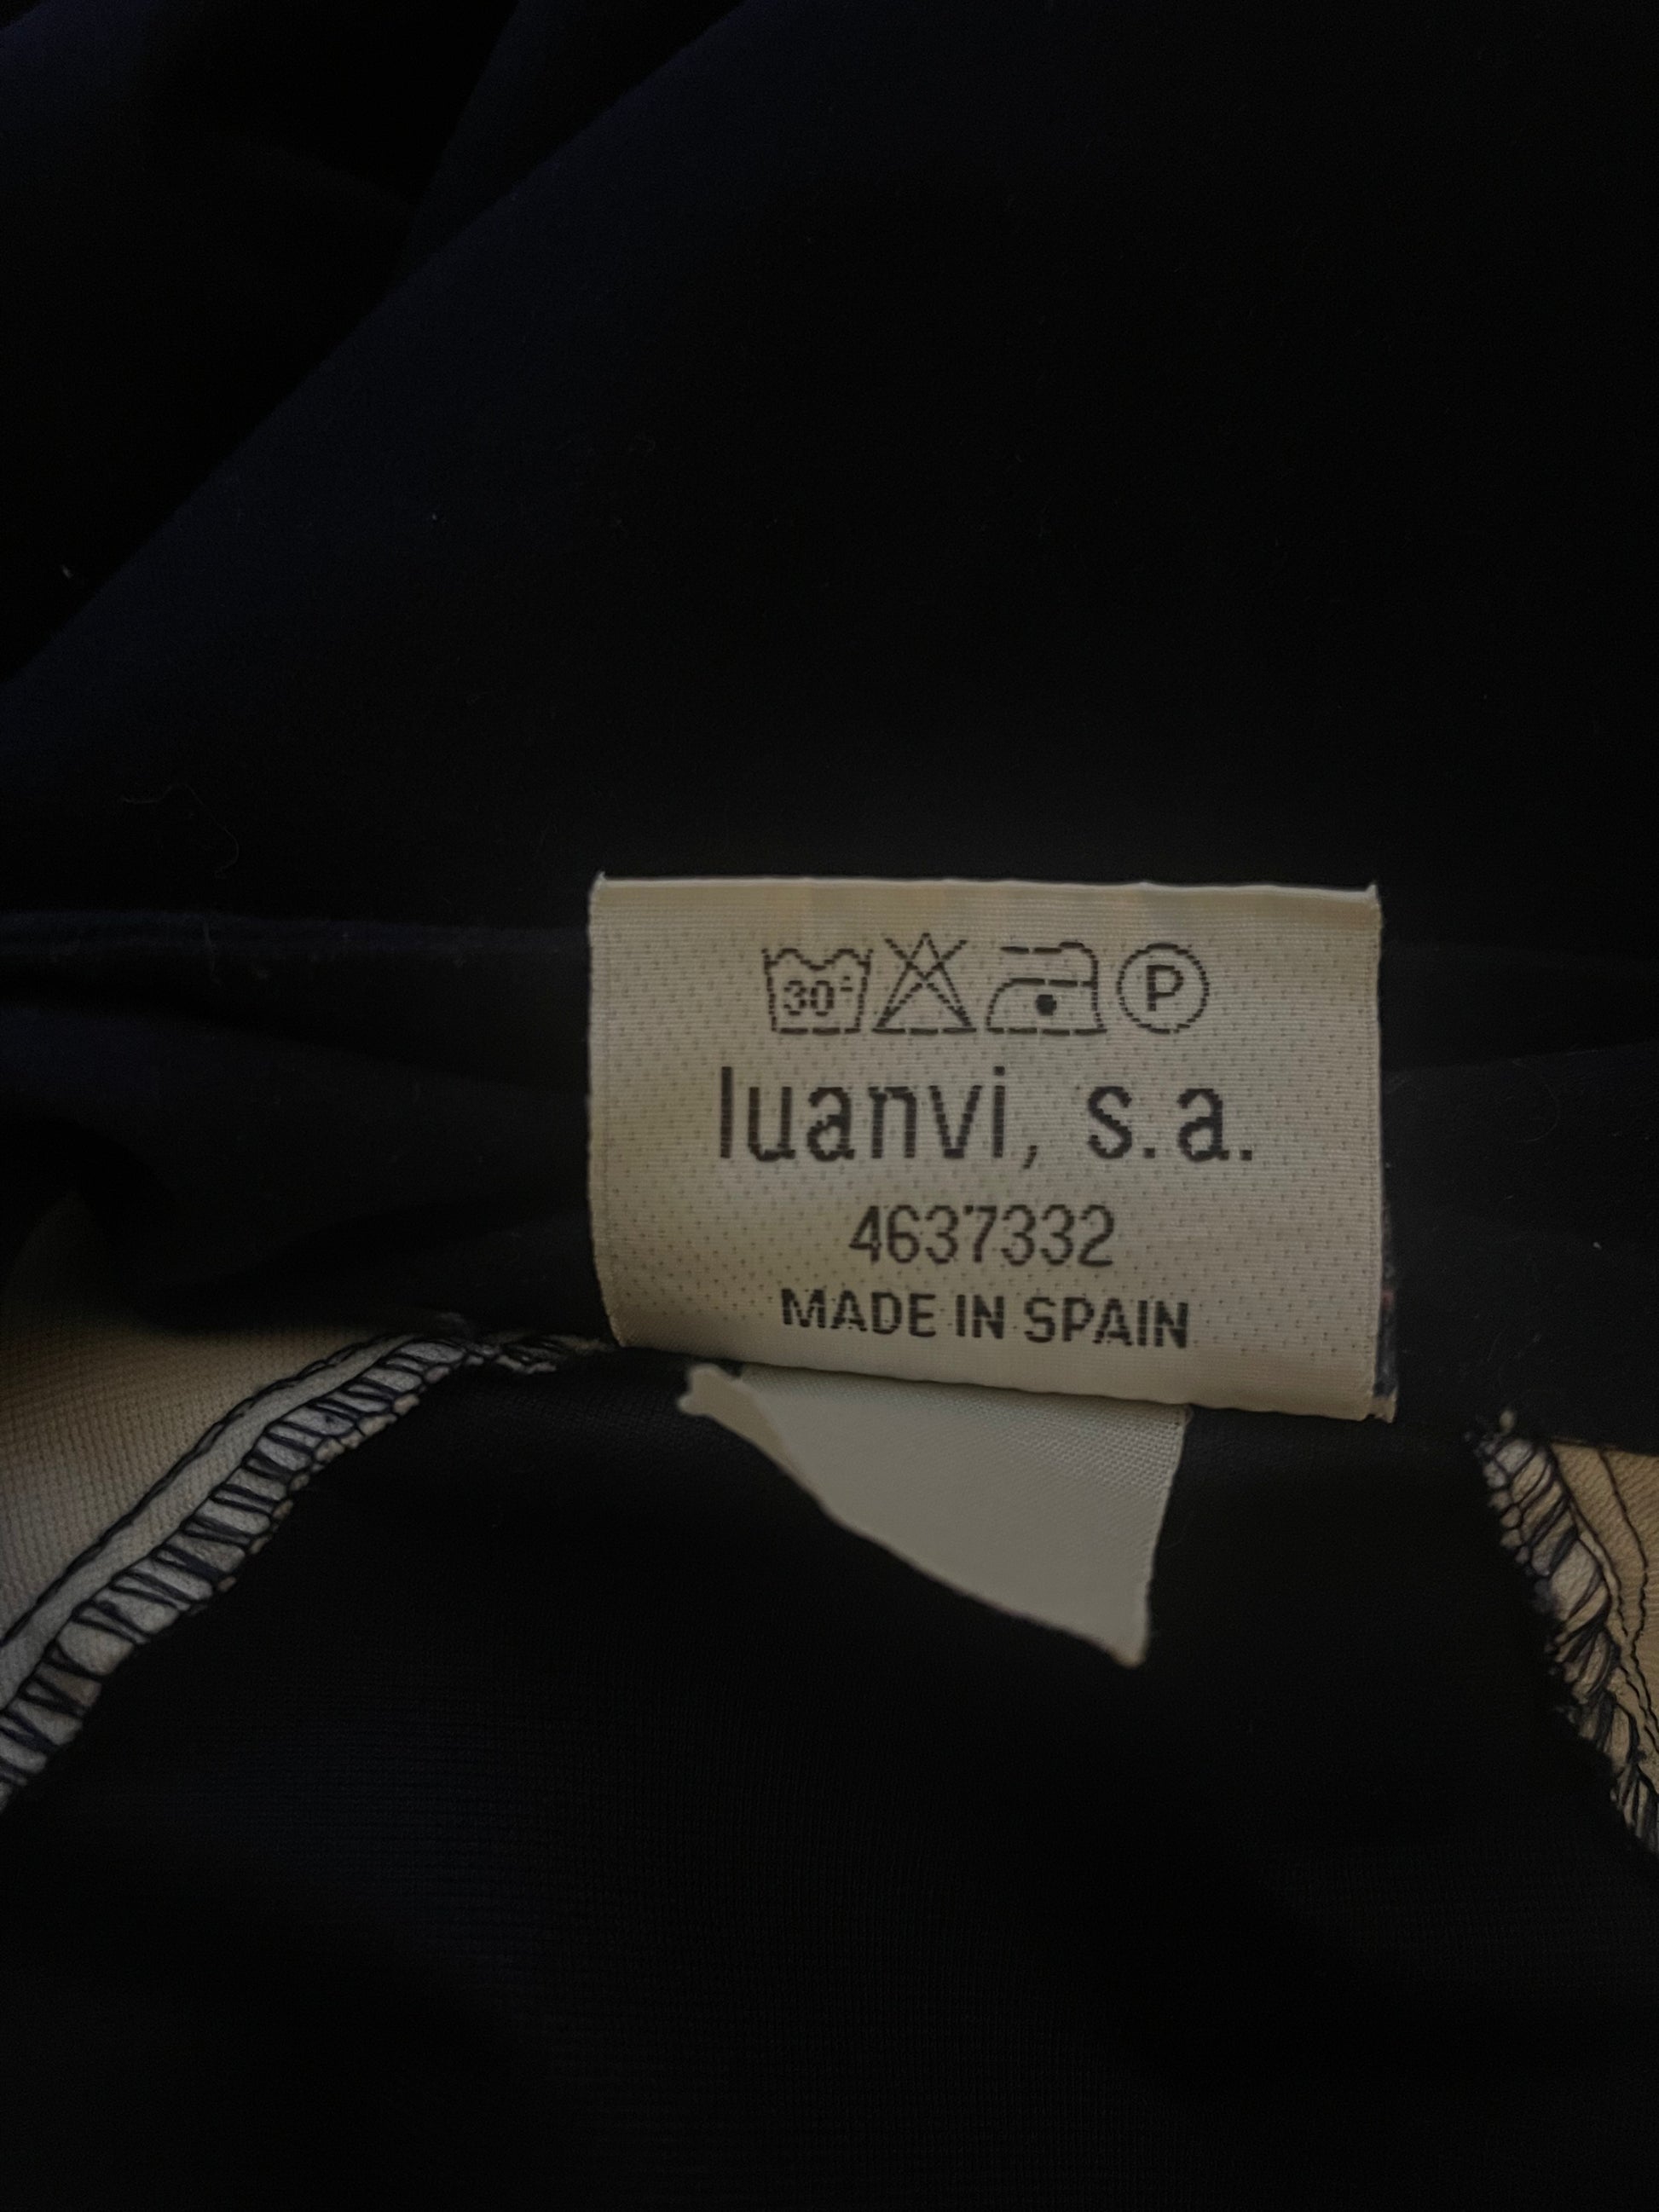 30°
P
luanvi, s.a.
4637332
MADE IN SPAIN